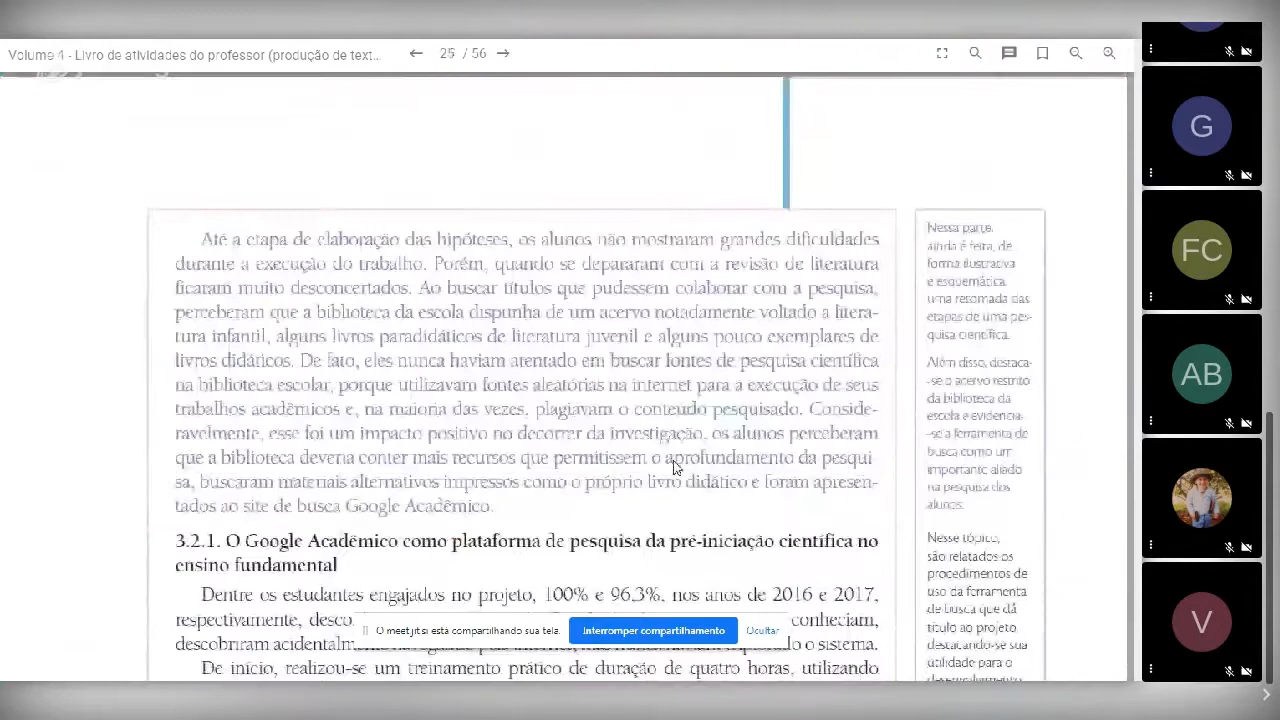 Volume 4 - Livro de atividades do professor (produção de text...
25 / 56
Até a etapa de elaboração das hipóteses, os alunos não mostraram grandes dificuldades
durante a execução do trabalho. Porém, quando se depararam com a revisão de literatura
ficaram muito desconcertados. Ao buscar títulos que pudessem colaborar com a pesquisa,
perceberam que a biblioteca da escola dispunha de um acervo notadamente voltado a litera-
tura infantil, alguns livros paradidáticos de literatura juvenil e alguns pouco exemplares de
livros didáticos. De fato, eles nunca haviam atentado em buscar fontes de pesquisa científica
na biblioteca escolar, porque utilizavam fontes aleatórias na internet para a execução de seus
trabalhos acadêmicos e, na maioria das vezes, plagiavam o conteúdo pesquisado. Conside-
ravelmente, esse foi um impacto positivo no decorrer da investigação, os alunos perceberam
que a biblioteca deveria conter mais recursos que permitissem o aprofundamento da pesqui-
sa, buscaram materiais alternativos impressos como o próprio livro didático e foram apresen-
tados ao site de busca Google Acadêmico.
3.2.1. O Google Acadêmico como plataforma de pesquisa da pré-iniciação científica no
ensino fundamental
Dentre os estudantes engajados no projeto, 100% e 96,3%, nos anos de 2016 e 2017,
respectivamente, desco conheciam,
descobriram acidentalm o sistema.
De início, realizou-se um treinamento prático de duração de quatro horas, utilizando
Nessa parte,
ainda é feita, de
forma ilustrativa
e esquemática,
uma retomada das
etapas de uma pes-
quisa científica.
Além disso, destaca-
-se o acervo restrito
da biblioteca da
escola e evidencia-
-se a ferramenta de
busca como um
importante aliado
na pesquisa dos
alunos.
Nesse tópico,
são relatados os
procedimentos de
uso da ferramenta
de busca que dá
título ao projeto,
destacando-se sua
utilidade para o
desenvolvimento
O meet.jit.si está compartilhando sua tela.
Interromper compartilhamento
Ocultar
G
FC
AB
V